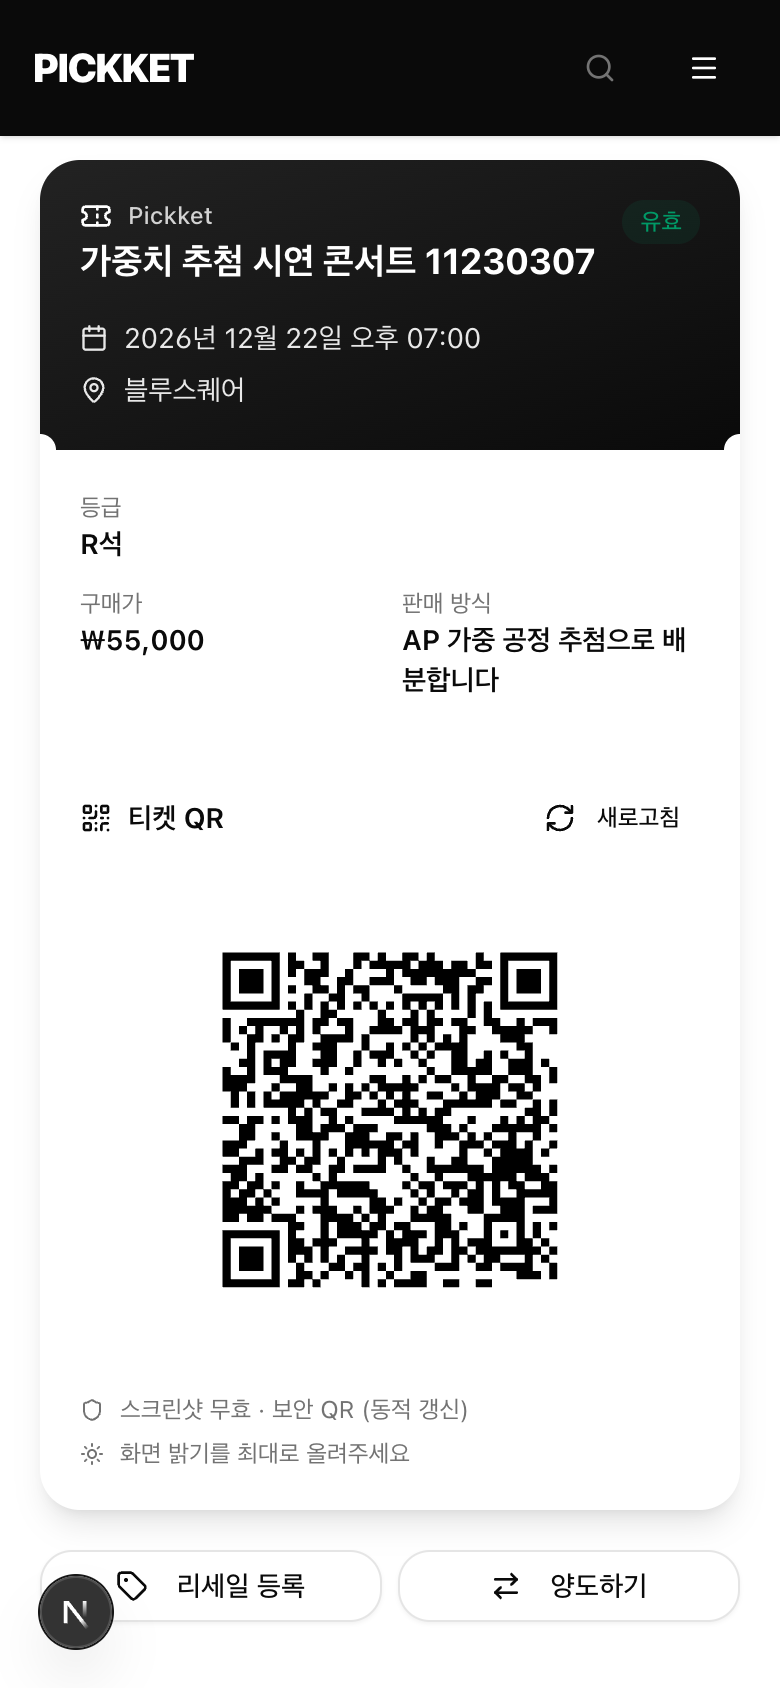 PICKKET
Pickket
유효
가중치 추첨 시연 콘서트 11230307
2026년 12월 22일 오후 07:00
블루스퀘어
등급
R석
구매가
₩55,000
판매 방식
AP 가중 공정 추첨으로 배
분합니다
티켓 QR
새로고침
스크린샷 무효 · 보안 QR (동적 갱신)
화면 밝기를 최대로 올려주세요
리세일 등록
양도하기
N